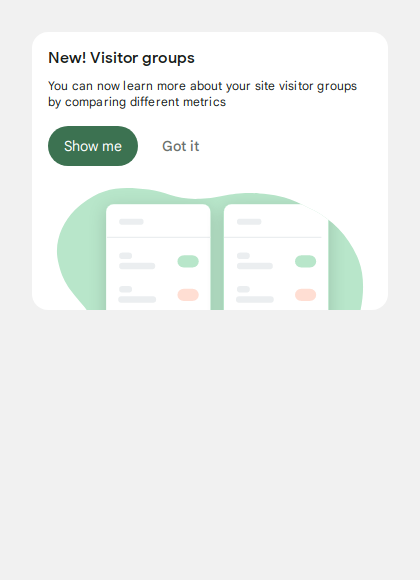 New! Visitor groups
You can now learn more about your site visitor groups
by comparing different metrics
Show me
Got it